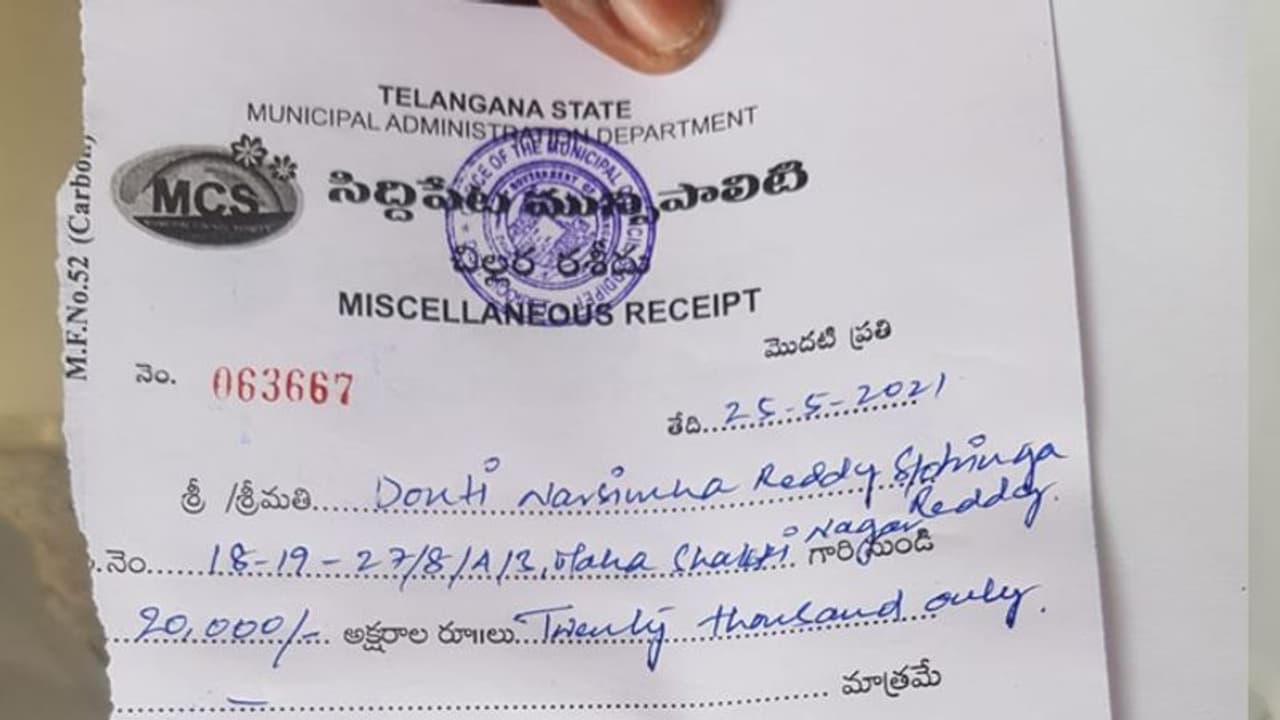 TELANGANA STATE
MUNICIPAL ADMINISTRATION DEPARTMENT
M.F.No.52 (Carbon)
MCS
సిద్దిపేట మున్సిపాలిటి
చిల్లర రశీదు
MISCELLANEOUS RECEIPT
మొదటి ప్రతి
నెం. 063667
తేది...25-5-2021
శ్రీ /శ్రీమతి.... Donti Narsimha Reddy S/o Linga Reddy.
.నెం...... 18-19-27/8/A/3, Maha Shakti Nagar గారి నుండి
20,000/- అక్షరాల రూ॥లు..Twenty thousand only.
మాత్రమే